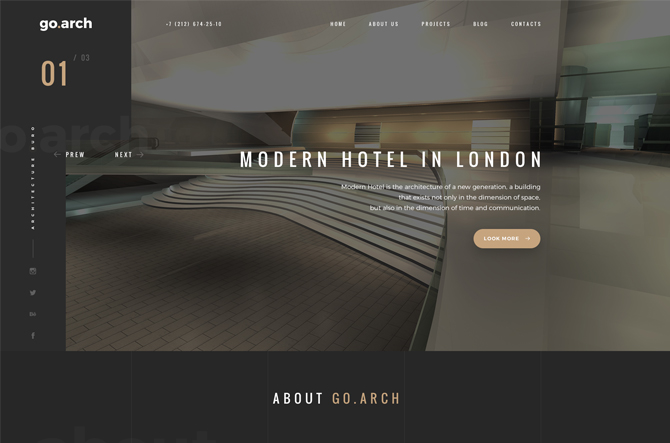 go.arch
+7 (212) 674-25-10
HOME
ABOUT US
PROJECTS
BLOG
CONTACTS
01
/ 03
PREW
NEXT
ARCHITECTURE BURO
MODERN HOTEL IN LONDON
Modern Hotel is the architecture of a new generation, a building
that exists not only in the dimension of space,
but also in the dimension of time and communication.
LOOK MORE
ABOUT GO.ARCH